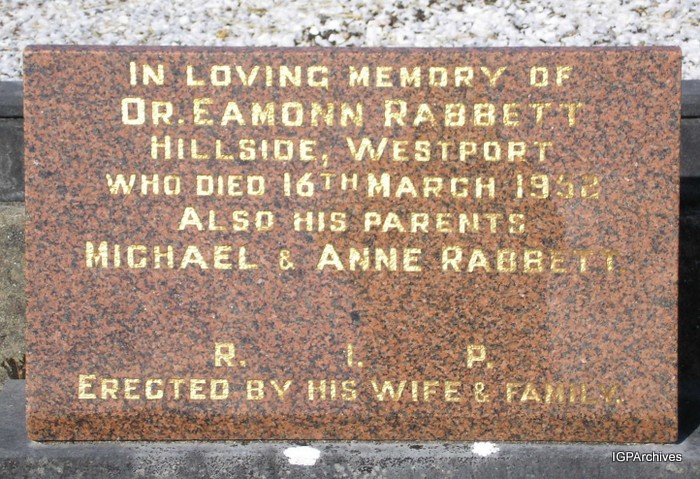 IN LOVING MEMORY OF
DR. EAMONN RABBETT
HILLSIDE, WESTPORT
WHO DIED 16TH MARCH
ALSO HIS PARENTS
MICHAEL & ANNE RABBETT
R. I. P.
ERECTED BY HIS WIFE & FAMILY.
IGPArchives